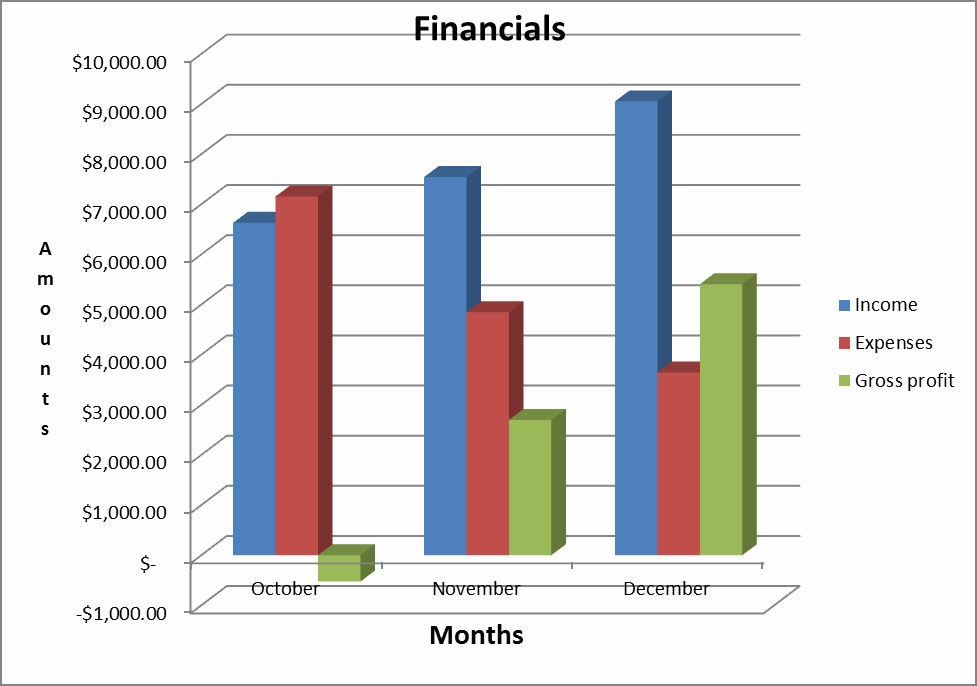 Financials
$10,000.00
$9,000.00
$8,000.00
$7,000.00
$6,000.00
$5,000.00
$4,000.00
$3,000.00
$2,000.00
$1,000.00
$-
-$1,000.00
Amounts
October November December
Months
Income
Expenses
Gross profit